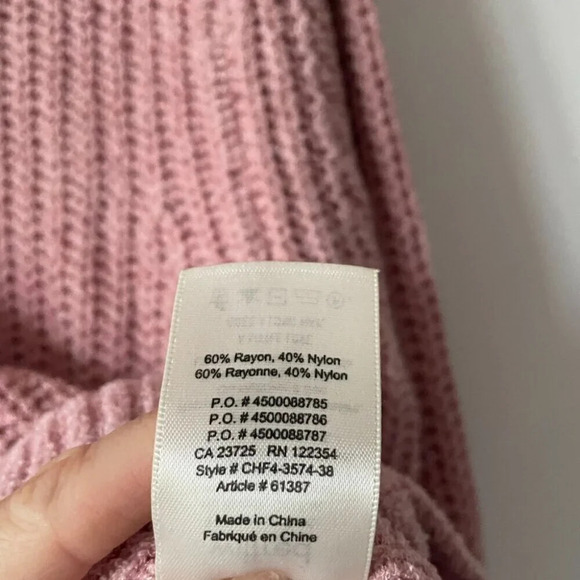 60% Rayon, 40% Nylon
60% Rayonne, 40% Nylon
P.O. # 4500088785
P.O. # 4500088786
P.O. # 4500088787
CA 23725 RN 122354
Style # CHF4-3574-38
Article # 61387
Made in China
Fabriqué en Chine